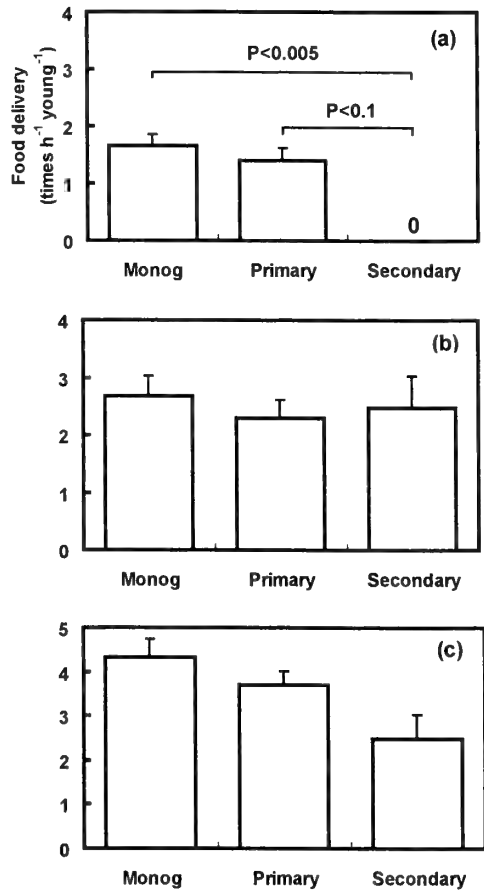 (a)
P<0.005
P<0.1
Food delivery
(times h⁻¹ young⁻¹)
4
3
2
1
0
0
Monog Primary Secondary
(b)
4
3
2
1
0
Monog Primary Secondary
(c)
5
4
3
2
1
0
Monog Primary Secondary